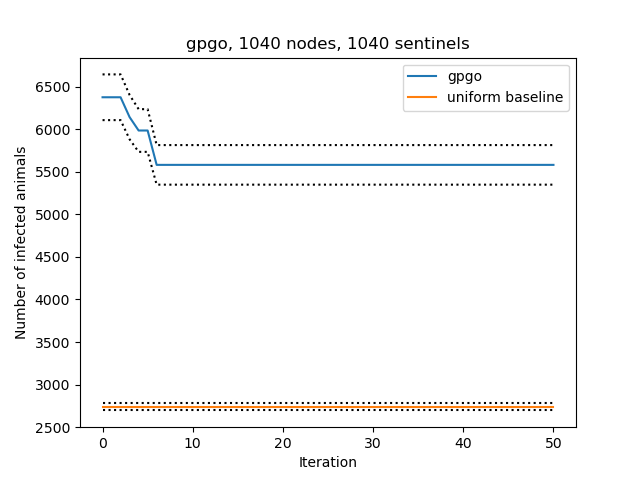 gpgo, 1040 nodes, 1040 sentinels
gpgo
uniform baseline
Number of infected animals
6500
6000
5500
5000
4500
4000
3500
3000
2500
0 10 20 30 40 50
Iteration